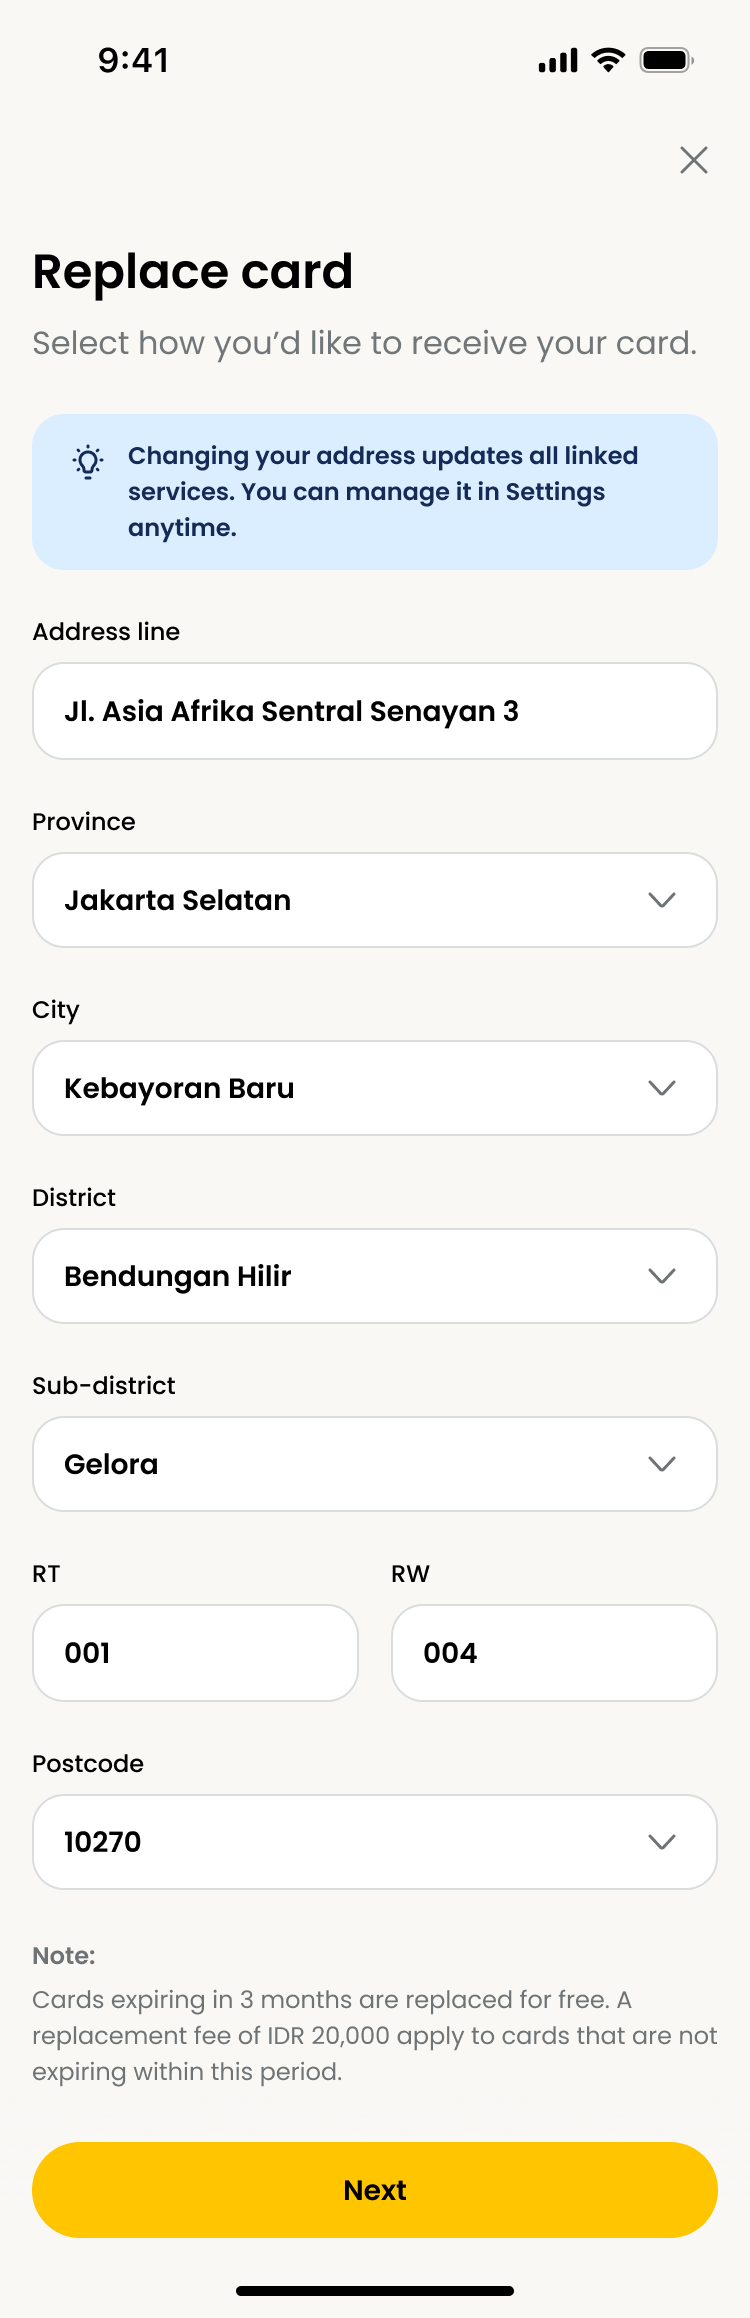 9:41
Replace card
Select how you’d like to receive your card.
Changing your address updates all linked
services. You can manage it in Settings
anytime.
Address line
Jl. Asia Afrika Sentral Senayan 3
Province
Jakarta Selatan
City
Kebayoran Baru
District
Bendungan Hilir
Sub-district
Gelora
RT
RW
001
004
Postcode
10270
Note:
Cards expiring in 3 months are replaced for free. A
replacement fee of IDR 20,000 apply to cards that are not
expiring within this period.
Next